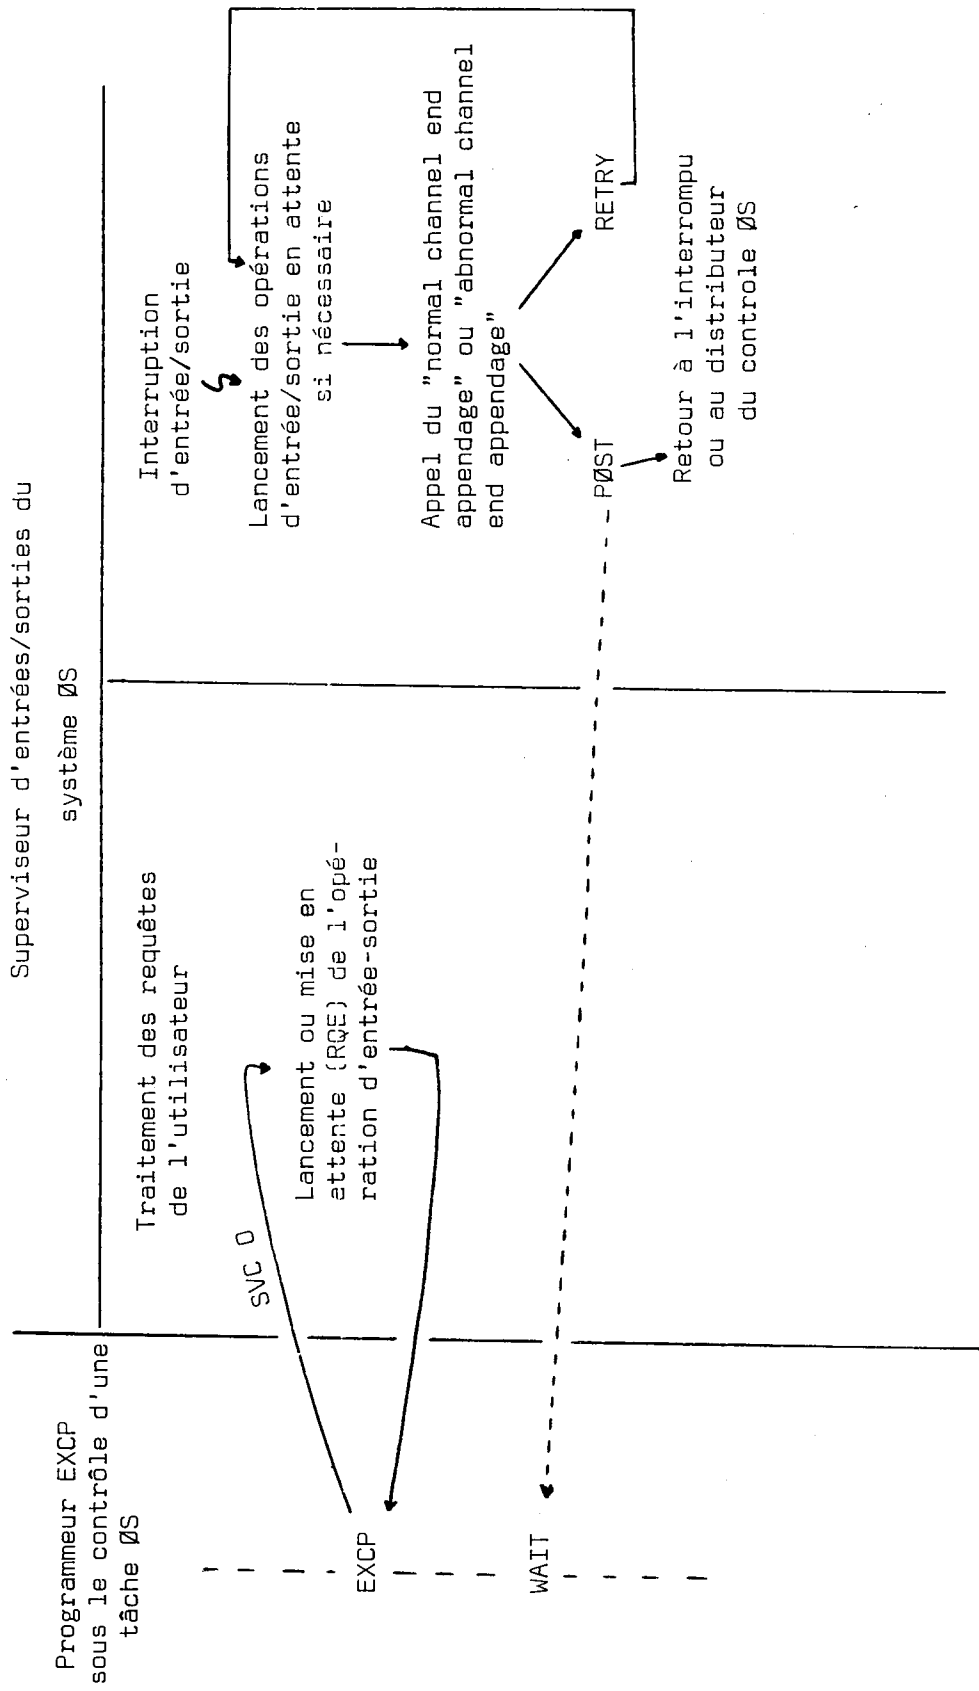 Programmeur EXCP
sous le contrôle d'une
tâche ØS
Superviseur d'entrées/sorties du
système ØS
Traitement des requêtes
de l'utilisateur
Interruption
d'entrée/sortie
SVC 0
Lancement ou mise en
attente (RQE) de l'opé-
ration d'entrée-sortie
Lancement des opérations
d'entrée/sortie en attente
si nécessaire
EXCP
Appel du "normal channel end
appendage" ou "abnormal channel
end appendage"
WAIT
PØST
RETRY
Retour à l'interrompu
ou au distributeur
du controle ØS